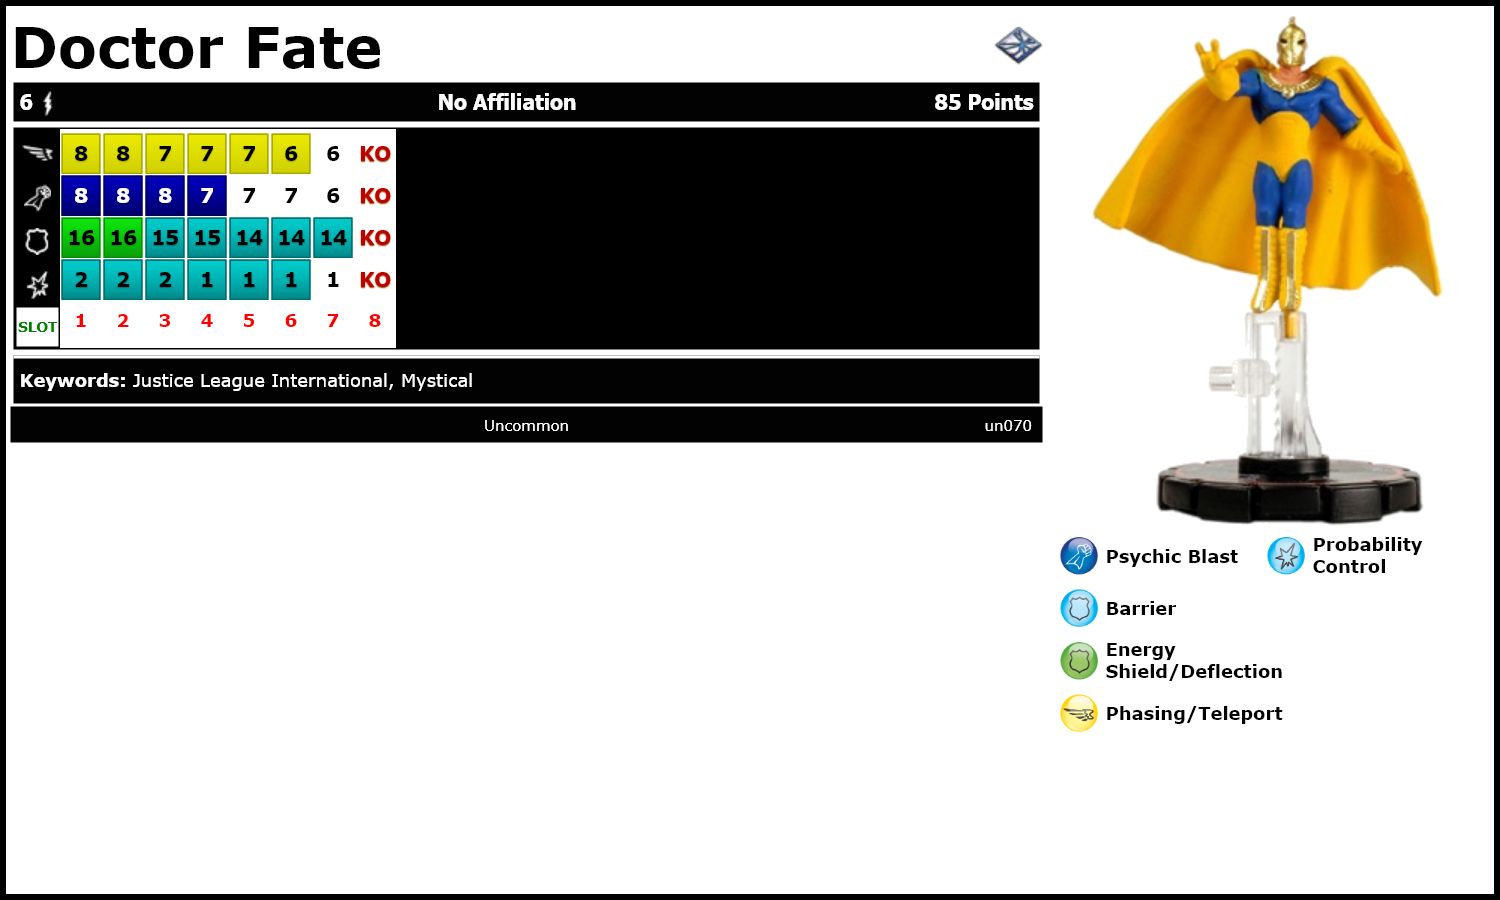 Doctor Fate
6 No Affiliation 85 Points
8 8 7 7 7 6 6 KO
8 8 8 7 7 7 6 KO
16 16 15 15 14 14 14 KO
2 2 2 1 1 1 1 KO
SLOT 1 2 3 4 5 6 7 8
Keywords: Justice League International, Mystical
Uncommon un070
Psychic Blast
Probability
Control
Barrier
Energy
Shield/Deflection
Phasing/Teleport